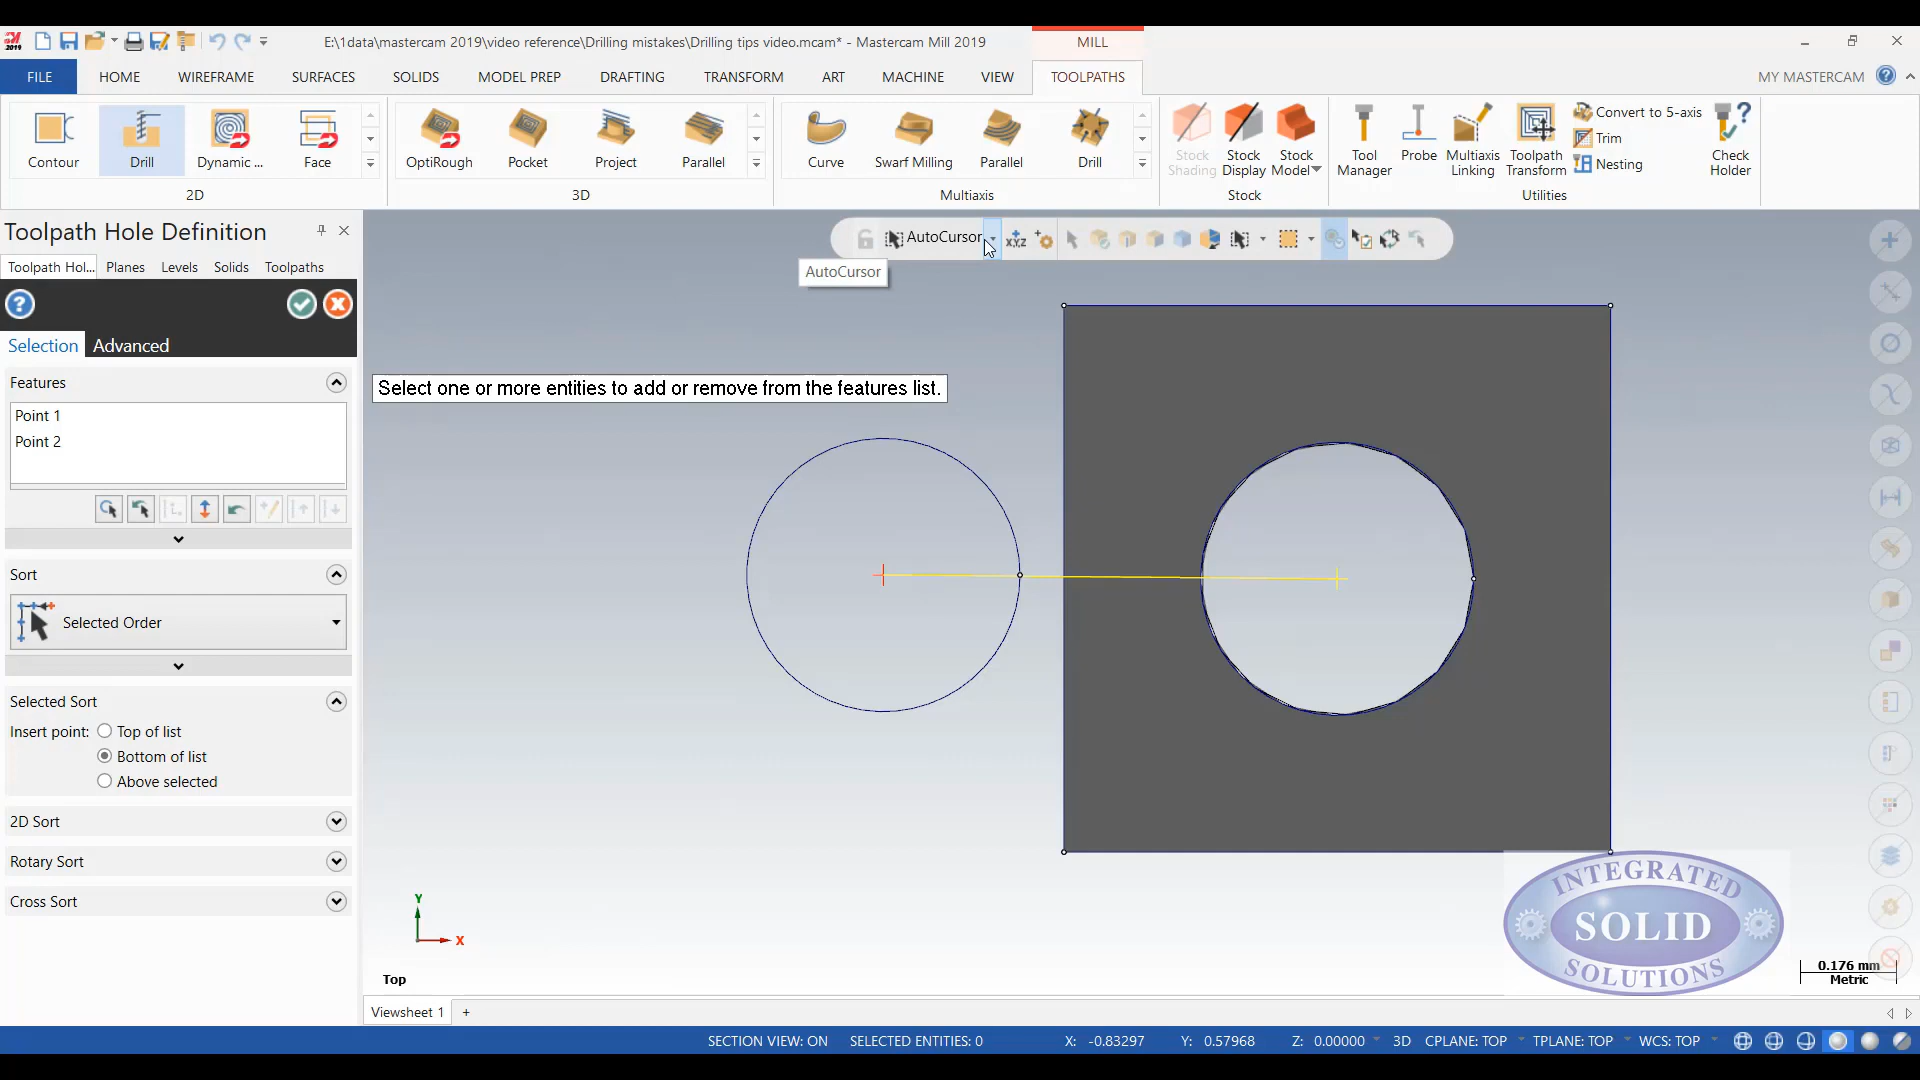 2019
E:\1data\mastercam 2019\video reference\Drilling mistakes\Drilling tips video.mcam* - Mastercam Mill 2019
MILL
FILE HOME WIREFRAME SURFACES SOLIDS MODEL PREP DRAFTING TRANSFORM ART MACHINE VIEW TOOLPATHS MY MASTERCAM
Contour Drill Dynamic ... Face
2D
OptiRough Pocket Project Parallel
3D
Curve Swarf Milling Parallel Drill
Multiaxis
Stock Shading
Stock Display
Stock Model
Stock
Tool Manager
Probe
Multiaxis Linking
Toolpath Transform
Convert to 5-axis
Trim
Nesting
Check Holder
Utilities
Toolpath Hole Definition
Toolpath Hol... Planes Levels Solids Toolpaths
Selection Advanced
Features
Point 1
Point 2
Sort
Selected Order
Selected Sort
Insert point: Top of list
Bottom of list
Above selected
2D Sort
Rotary Sort
Cross Sort
AutoCursor
XYZ
AutoCursor
Select one or more entities to add or remove from the features list.
Y
X
Top
INTEGRATED
SOLID
SOLUTIONS
0.176 mm
Metric
Viewsheet 1 +
SECTION VIEW: ON SELECTED ENTITIES: 0 X: -0.83297 Y: 0.57968 Z: 0.00000 3D CPLANE: TOP TPLANE: TOP WCS: TOP